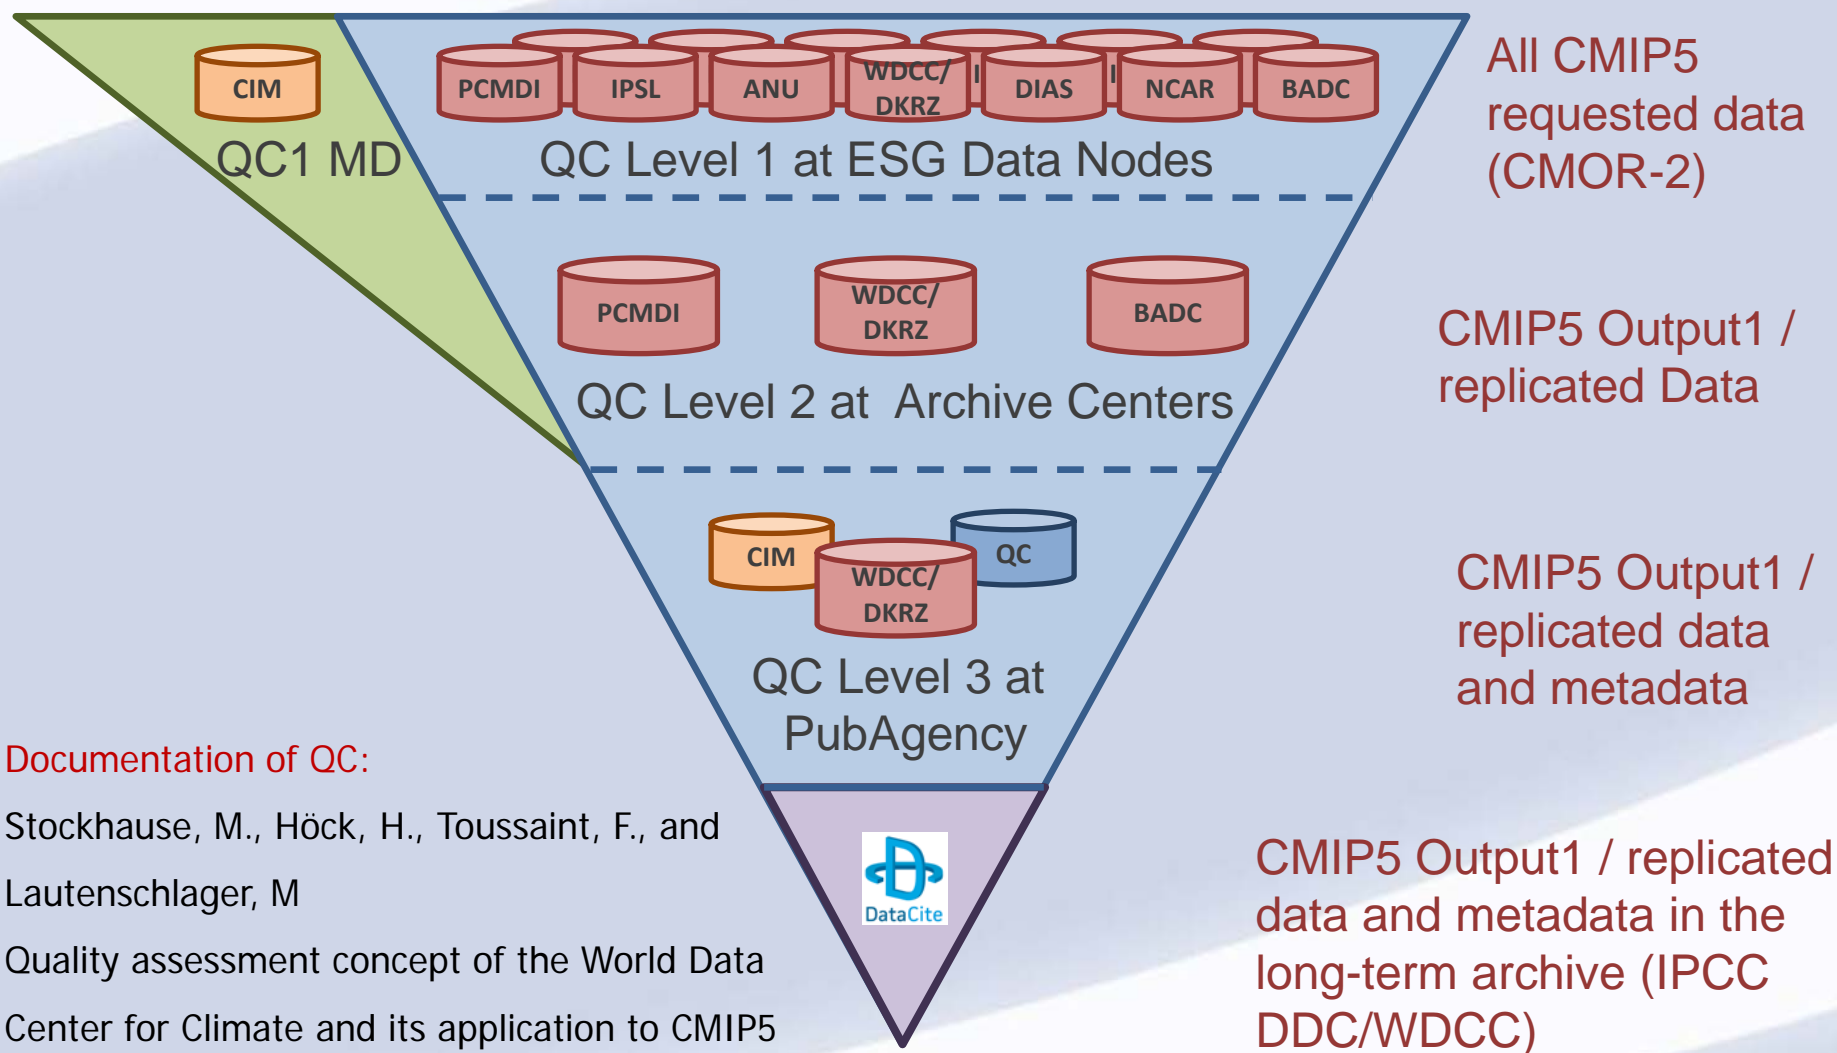 CIM
PCMDI
IPSL
ANU
WDCC/
DKRZ
DIAS
NCAR
BADC
QC1 MD
QC Level 1 at ESG Data Nodes
All CMIP5
requested data
(CMOR-2)
PCMDI
WDCC/
DKRZ
BADC
QC Level 2 at  Archive Centers
CMIP5 Output1 /
replicated Data
CIM
WDCC/
DKRZ
QC
QC Level 3 at
PubAgency
CMIP5 Output1 /
replicated data
and metadata
DataCite
CMIP5 Output1 / replicated
data and metadata in the
long-term archive (IPCC
DDC/WDCC)
Documentation of QC:
Stockhause, M., Höck, H., Toussaint, F., and
Lautenschlager, M
Quality assessment concept of the World Data
Center for Climate and its application to CMIP5